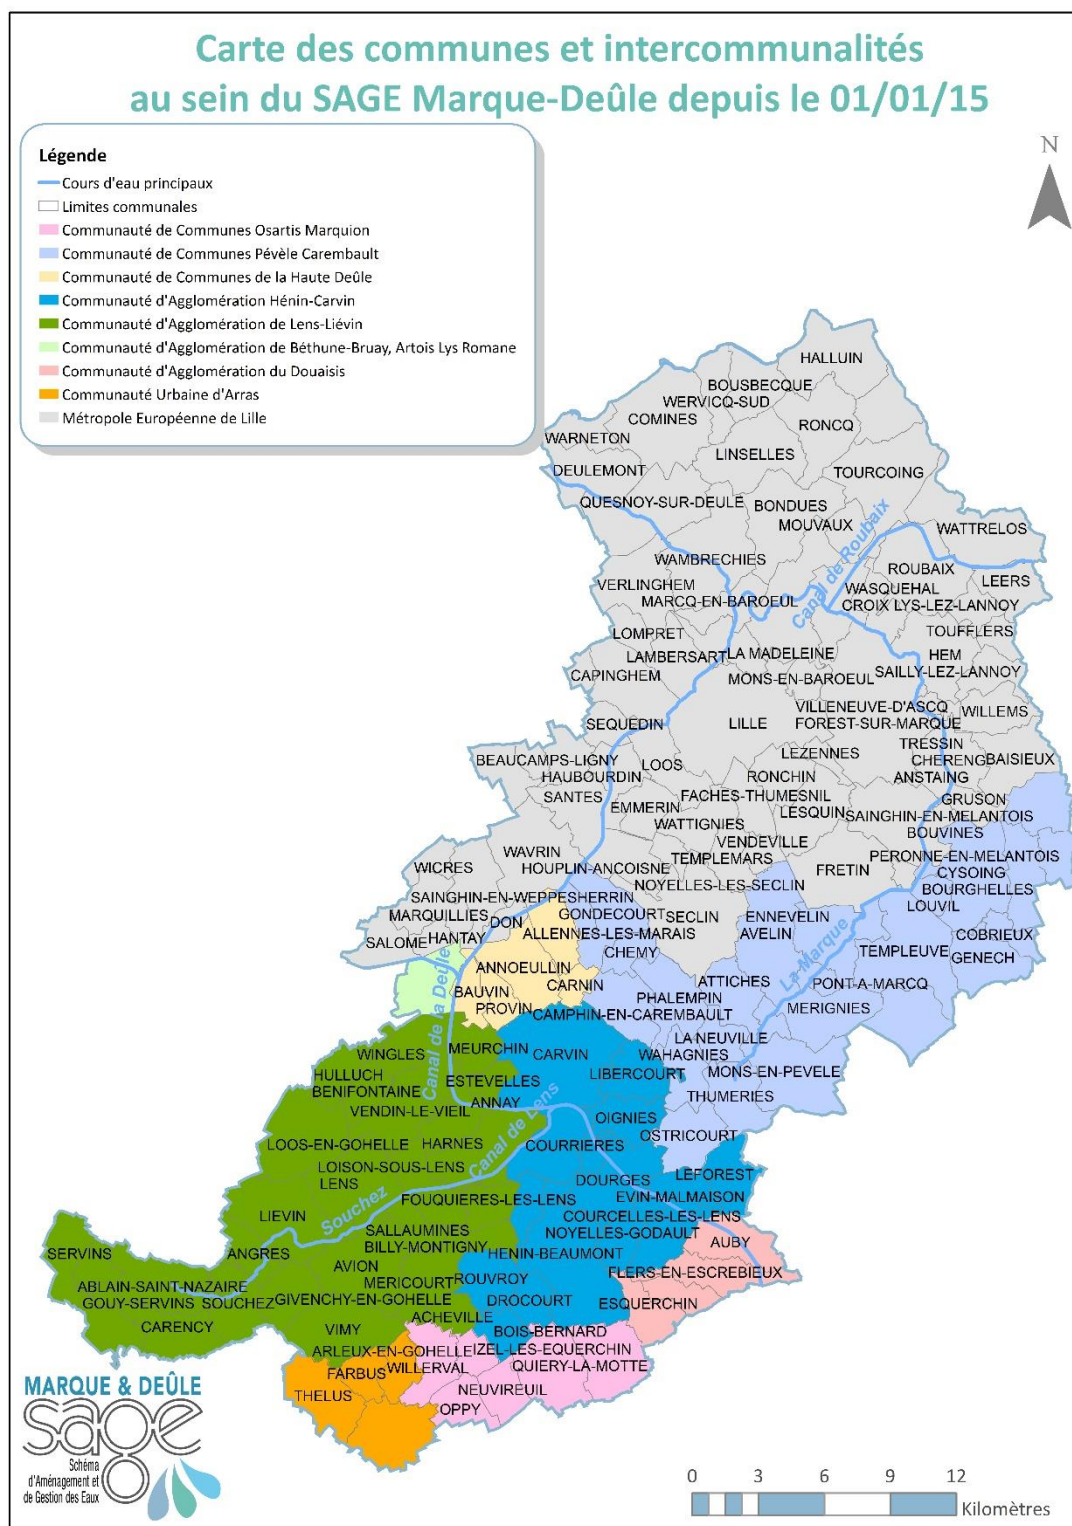 Carte des communes et intercommunalités
au sein du SAGE Marque-Deûle depuis le 01/01/15
N
Légende
Cours d'eau principaux
Limites communales
Communauté de Communes Osartis Marquion
Communauté de Communes Pévèle Carembault
Communauté de Communes de la Haute Deûle
Communauté d'Agglomération Hénin-Carvin
Communauté d'Agglomération de Lens-Liévin
Communauté d'Agglomération de Béthune-Bruay, Artois Lys Romane
Communauté d'Agglomération du Douaisis
Communauté Urbaine d'Arras
Métropole Européenne de Lille
HALLUIN
BOUSBECQUE
WERVICQ-SUD
COMINES
RONCQ
WARNETON
LINSELLES
DEULEMONT
TOURCOING
QUESNOY-SUR-DEULE
BONDUES
MOUVAUX
WATTRELOS
Canal de Roubaix
WAMBRECHIES
ROUBAIX
VERLINGHEM
WASQUEHAL
LEERS
MARCQ-EN-BAROEUL
CROIX
LYS-LEZ-LANNOY
LOMPRET
TOUFFLERS
LAMBERSART
LA MADELEINE
HEM
CAPINGHEM
MONS-EN-BAROEUL
SAILLY-LEZ-LANNOY
VILLENEUVE-D'ASCQ
WILLEMS
SEQUEDIN
LILLE
FOREST-SUR-MARQUE
TRESSIN
BEAUCAMPS-LIGNY
LOOS
LEZENNES
CHERENG
BAISIEUX
HAUBOURDIN
RONCHIN
ANSTAING
SANTES
EMMERIN
FACHES-THUMESNIL
GRUSON
LESQUIN
SAINGHIN-EN-MELANTOIS
WATTIGNIES
BOUVINES
VENDEVILLE
WAVRIN
TEMPLEMARS
PERONNE-EN-MELANTOIS
WICRES
HOUPLIN-ANCOISNE
FRETIN
CYSOING
NOYELLES-LES-SECLIN
BOURGHELLES
SAINGHIN-EN-WEPPES
HERRIN
LOUVIL
MARQUILLIES
DON
GONDECOURT
SECLIN
ENNEVELIN
SALOME
HANTAY
ALLENNES-LES-MARAIS
AVELIN
COBRIEUX
CHEMY
TEMPLEUVE
GENECH
La Marque
ANNOEULLIN
ATTICHES
PONT-A-MARCQ
BAUVIN
CARNIN
PHALEMPIN
MERIGNIES
PROVIN
CAMPHIN-EN-CAREMBAULT
Canal de la Deûle
LA NEUVILLE
WINGLES
MEURCHIN
CARVIN
WAHAGNIES
HULLUCH
LIBERCOURT
MONS-EN-PEVELE
BENIFONTAINE
ESTEVELLES
THUMERIES
VENDIN-LE-VIEIL
ANNAY
OIGNIES
Canal de Lens
OSTRICOURT
LOOS-EN-GOHELLE
HARNES
COURRIERES
LOISON-SOUS-LENS
LEFOREST
LENS
DOURGES
FOUQUIERES-LES-LENS
EVIN-MALMAISON
Souchez
LIEVIN
COURCELLES-LES-LENS
SALLAUMINES
NOYELLES-GODAULT
AUBY
SERVINS
ANGRES
BILLY-MONTIGNY
HENIN-BEAUMONT
AVION
FLERS-EN-ESCREBIEUX
ABLAIN-SAINT-NAZAIRE
MERICOURT
ROUVROY
GOUY-SERVINS
SOUCHEZ
GIVENCHY-EN-GOHELLE
DROCOURT
ESQUERCHIN
CARENCY
ACHEVILLE
VIMY
BOIS-BERNARD
ARLEUX-EN-GOHELLE
IZEL-LES-EQUERCHIN
FARBUS
WILLERVAL
QUIERY-LA-MOTTE
THELUS
NEUVIREUIL
OPPY
MARQUE & DEÛLE
sage
Schéma
d'Aménagement et
de Gestion des Eaux
0 3 6 9 12
Kilomètres